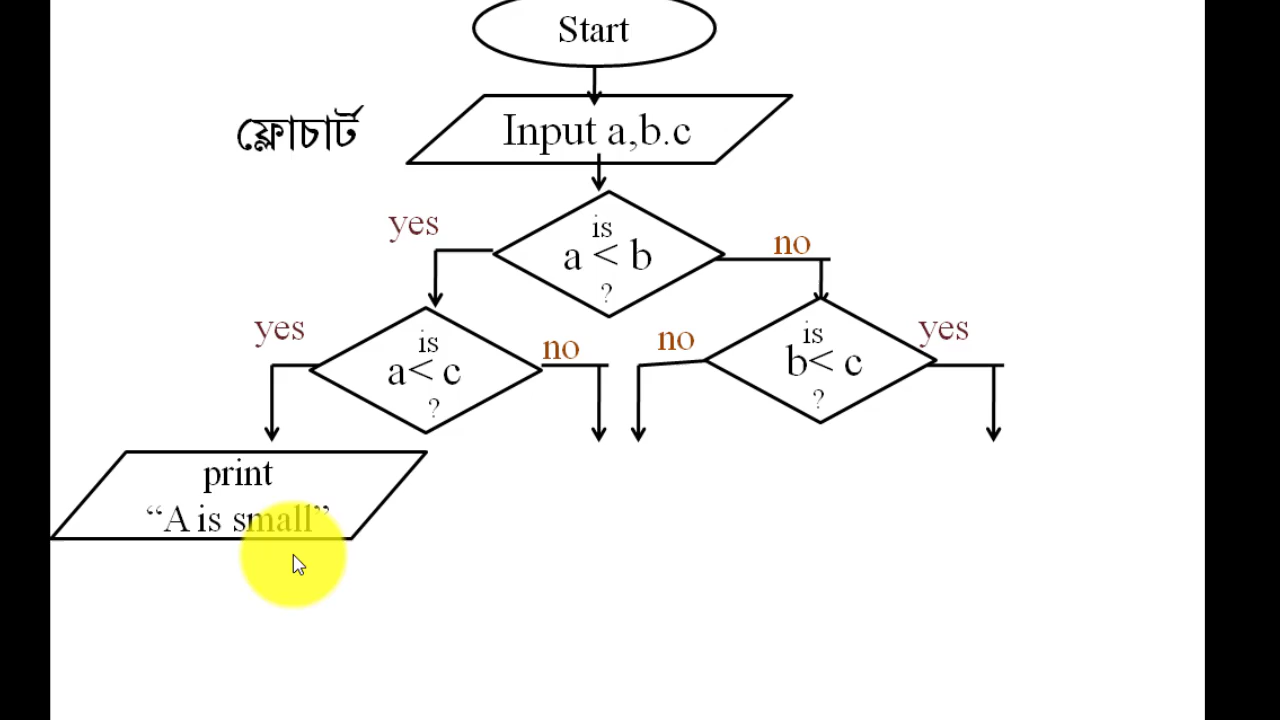 Start
ফ্লোচার্ট
Input a,b.c
yes
is
a < b
?
no
yes
is
a< c
?
no
no
is
b< c
?
yes
print
“A is small”